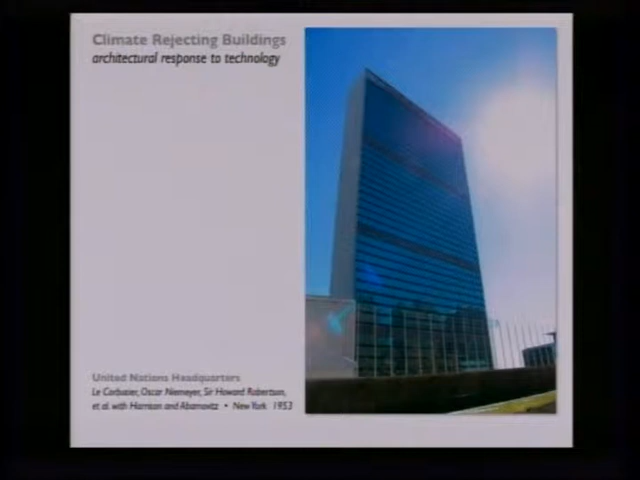 Climate Rejecting Buildings
architectural response to technology
United Nations Headquarters
Le Corbusier, Oscar Niemeyer, Sir Howard Robertson,
et al. with Harrison and Abamovitz • New York 1953